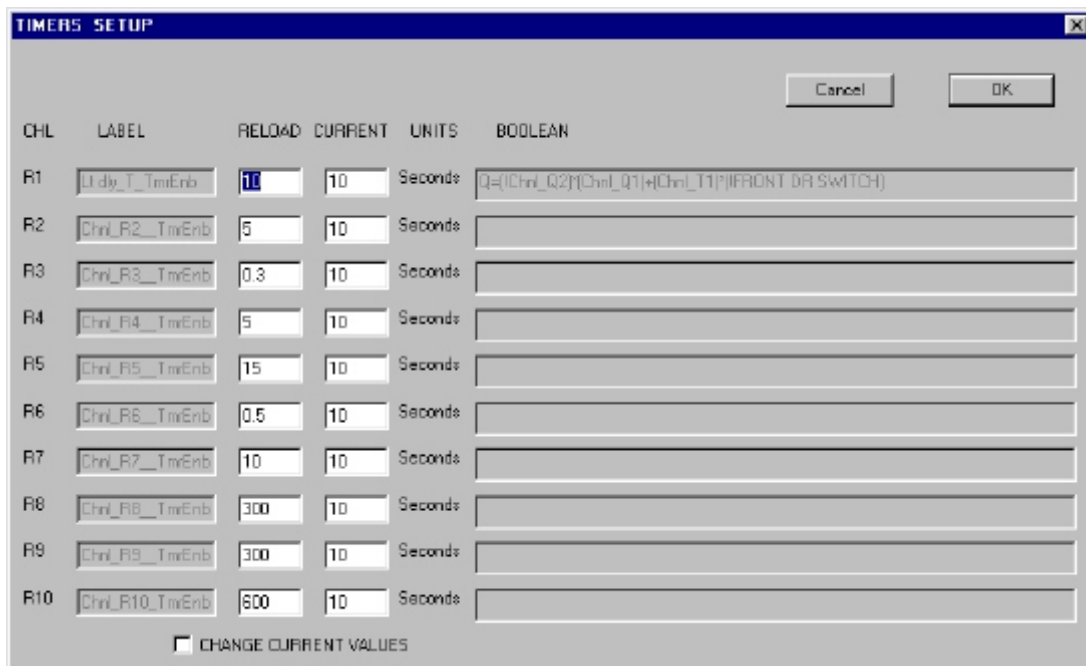 TIMERS SETUP
Cancel OK
CHL LABEL RELOAD CURRENT UNITS BOOLEAN
R1 Lt dly_T_TmrEnb 10 10 Seconds Q=(!Chnl_Q2)*(Chnl_Q1)+(Chnl_T1)*(!FRONT DR SWITCH)
R2 Chnl_R2__TmrEnb 5 10 Seconds
R3 Chnl_R3__TmrEnb 0.3 10 Seconds
R4 Chnl_R4__TmrEnb 5 10 Seconds
R5 Chnl_R5__TmrEnb 15 10 Seconds
R6 Chnl_R6__TmrEnb 0.5 10 Seconds
R7 Chnl_R7__TmrEnb 10 10 Seconds
R8 Chnl_R8__TmrEnb 300 10 Seconds
R9 Chnl_R9__TmrEnb 300 10 Seconds
R10 Chnl_R10_TmrEnb 600 10 Seconds
CHANGE CURRENT VALUES